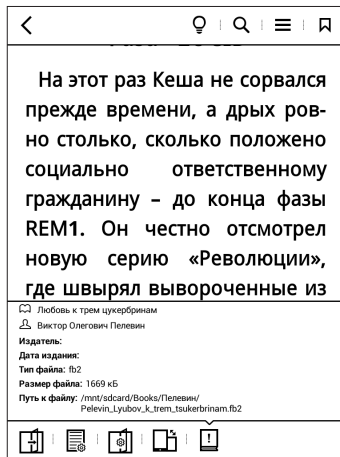 На этот раз Кеша не сорвался
прежде времени, а дрых ров-
но столько, сколько положено
социально ответственному
гражданину – до конца фазы
REM1. Он честно отсмотрел
новую серию «Революции»,
где швырял вывороченные из
Любовь к трем цукербринам
Виктор Олегович Пелевин
Издатель:
Дата издания:
Тип файла: fb2
Размер файла: 1669 кБ
Путь к файлу: /mnt/sdcard/Books/Пелевин/
Pelevin_Lyubov_k_trem_tsukerbrinam.fb2